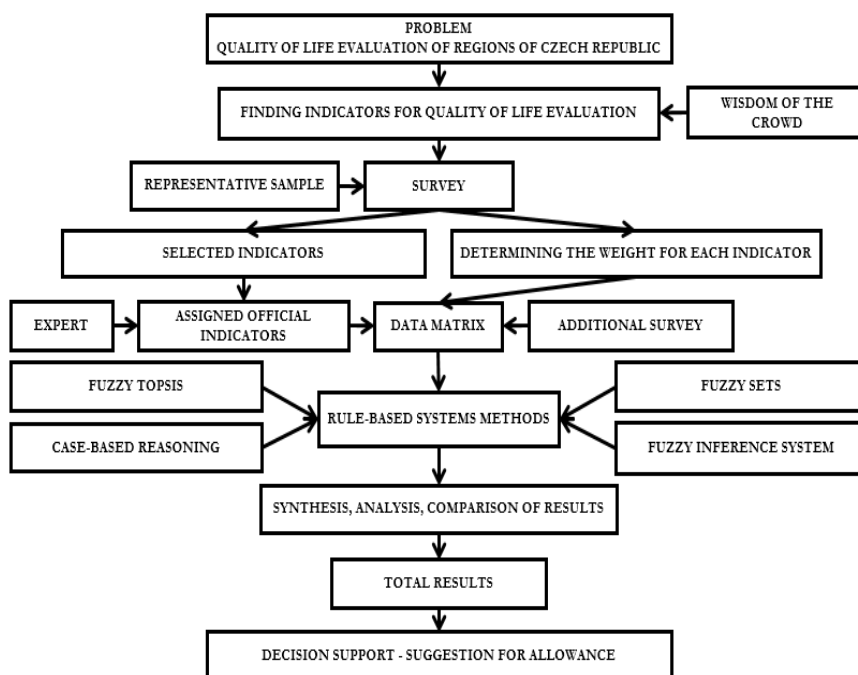 PROBLEM
QUALITY OF LIFE EVALUATION OF REGIONS OF CZECH REPUBLIC
FINDING INDICATORS FOR QUALITY OF LIFE EVALUATION
WISDOM OF THE
CROWD
REPRESENTATIVE SAMPLE
SURVEY
SELECTED INDICATORS
DETERMINING THE WEIGHT FOR EACH INDICATOR
EXPERT
ASSIGNED OFFICIAL
INDICATORS
DATA MATRIX
ADDITIONAL SURVEY
FUZZY TOPSIS
FUZZY SETS
RULE-BASED SYSTEMS METHODS
CASE-BASED REASONING
FUZZY INFERENCE SYSTEM
SYNTHESIS, ANALYSIS, COMPARISON OF RESULTS
TOTAL RESULTS
DECISION SUPPORT - SUGGESTION FOR ALLOWANCE